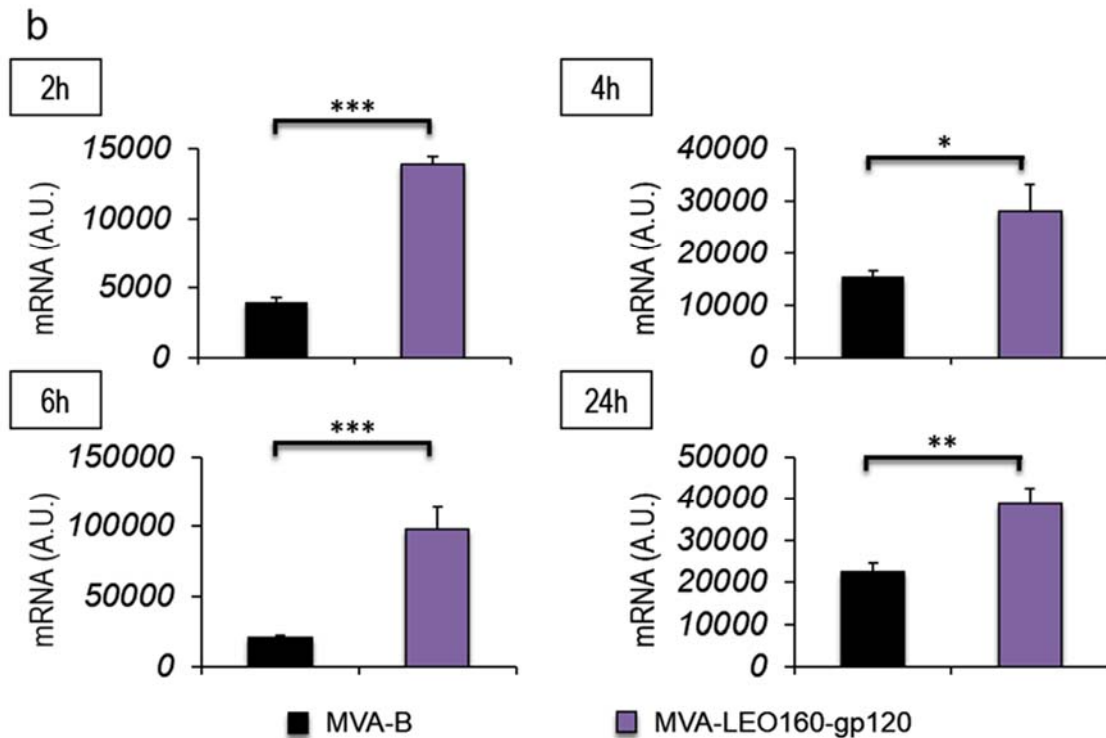 b
2h
***
15000
10000
5000
0
mRNA (A.U.)
4h
*
40000
30000
20000
10000
0
mRNA (A.U.)
6h
***
150000
100000
50000
0
mRNA (A.U.)
24h
**
50000
40000
30000
20000
10000
0
mRNA (A.U.)
MVA-B
MVA-LEO160-gp120